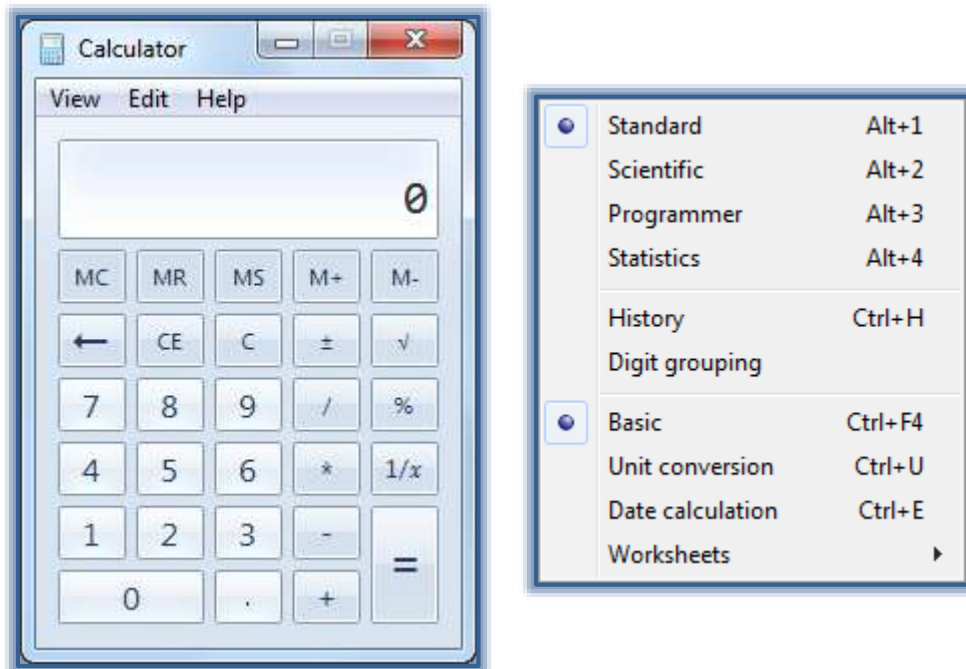 Calculator
View Edit Help
0
MC MR MS M+ M-
← CE C ± √
7 8 9 / %
4 5 6 * 1/x
1 2 3 - =
0 . +
Standard Alt+1
Scientific Alt+2
Programmer Alt+3
Statistics Alt+4
History Ctrl+H
Digit grouping
Basic Ctrl+F4
Unit conversion Ctrl+U
Date calculation Ctrl+E
Worksheets